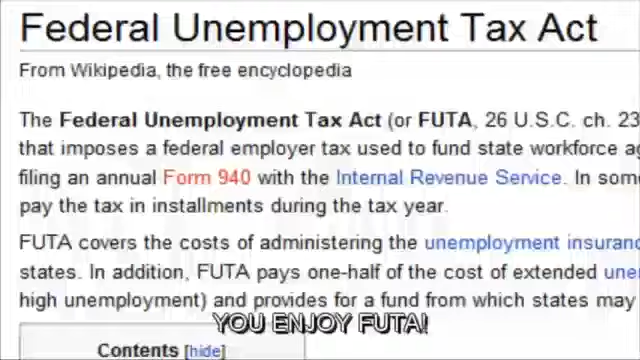 Federal Unemployment Tax Act
From Wikipedia, the free encyclopedia
The Federal Unemployment Tax Act (or FUTA, 26 U.S.C. ch. 23
that imposes a federal employer tax used to fund state workforce
filing an annual Form 940 with the Internal Revenue Service. In
pay the tax in installments during the tax year.
FUTA covers the costs of administering the unemployment
states. In addition, FUTA pays one-half of the cost of extended
high unemployment) and provides for a fund from which states may
YOU ENJOY FUTA!
Contents [hide]